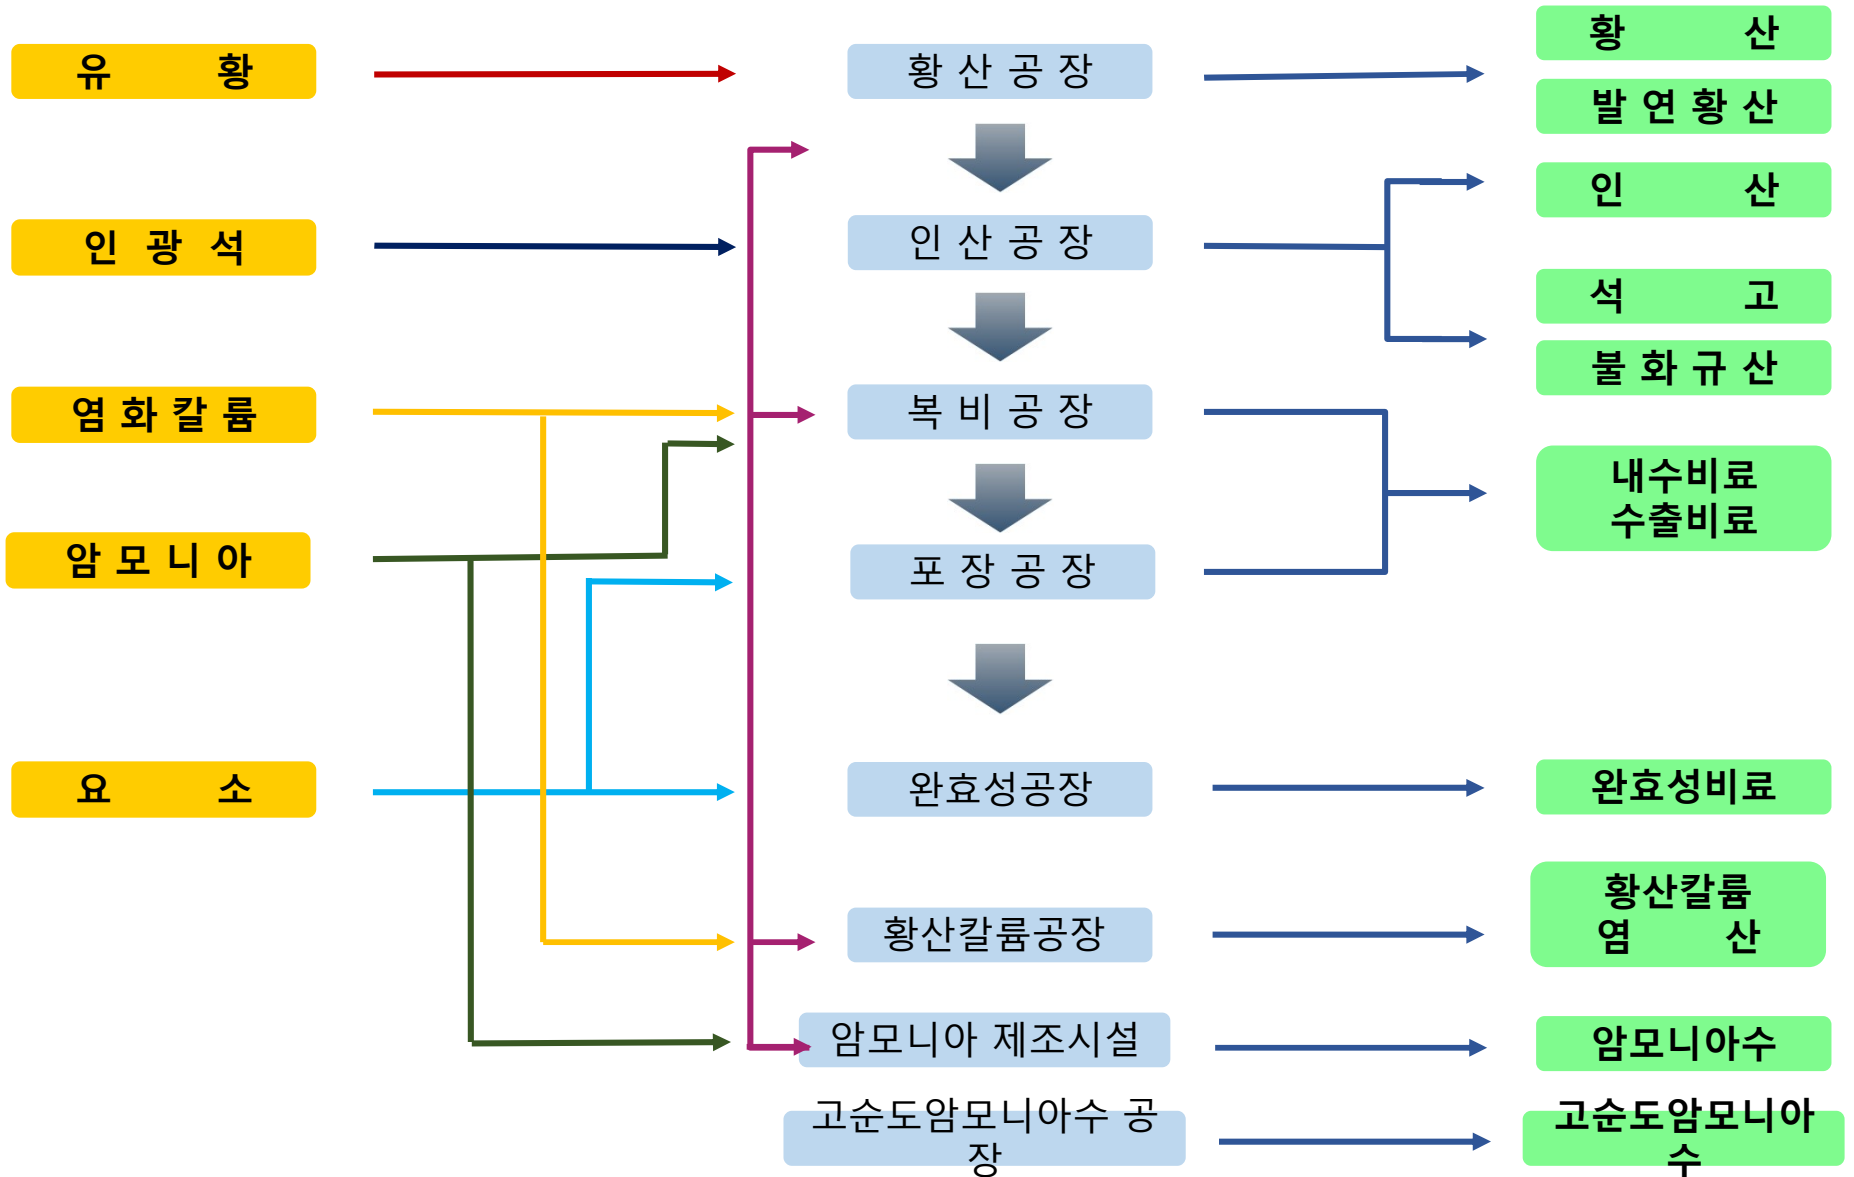 유 황
인 광 석
염 화 칼 륨
암 모 니 아
요 소
황 산 공 장
인 산 공 장
복 비 공 장
포 장 공 장
완효성공장
황산칼륨공장
암모니아 제조시설
고순도암모니아수 공
장
황 산
발 연 황 산
인 산
석 고
불 화 규 산
내수비료
수출비료
완효성비료
황산칼륨
염 산
암모니아수
고순도암모니아
수